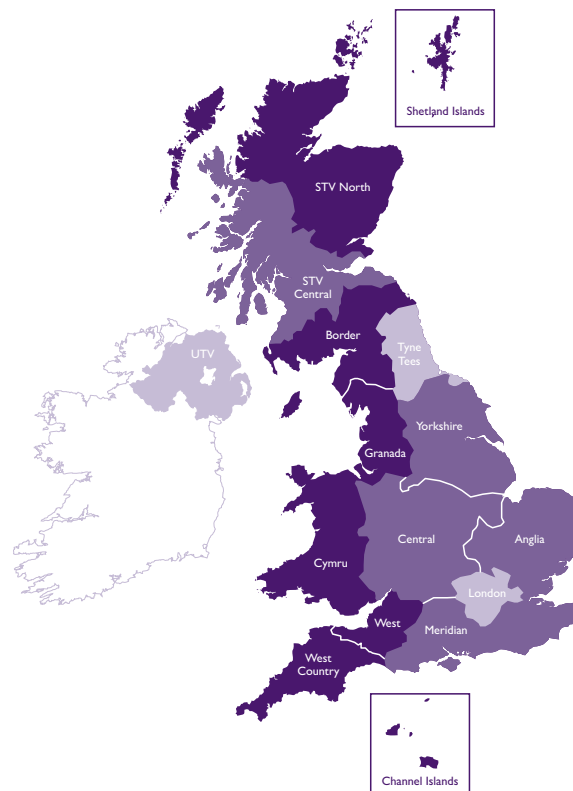 Shetland Islands
STV North
STV
Central
Border
UTV
Tyne
Tees
Yorkshire
Granada
Central
Anglia
Cymru
London
West
Meridian
West
Country
Channel Islands